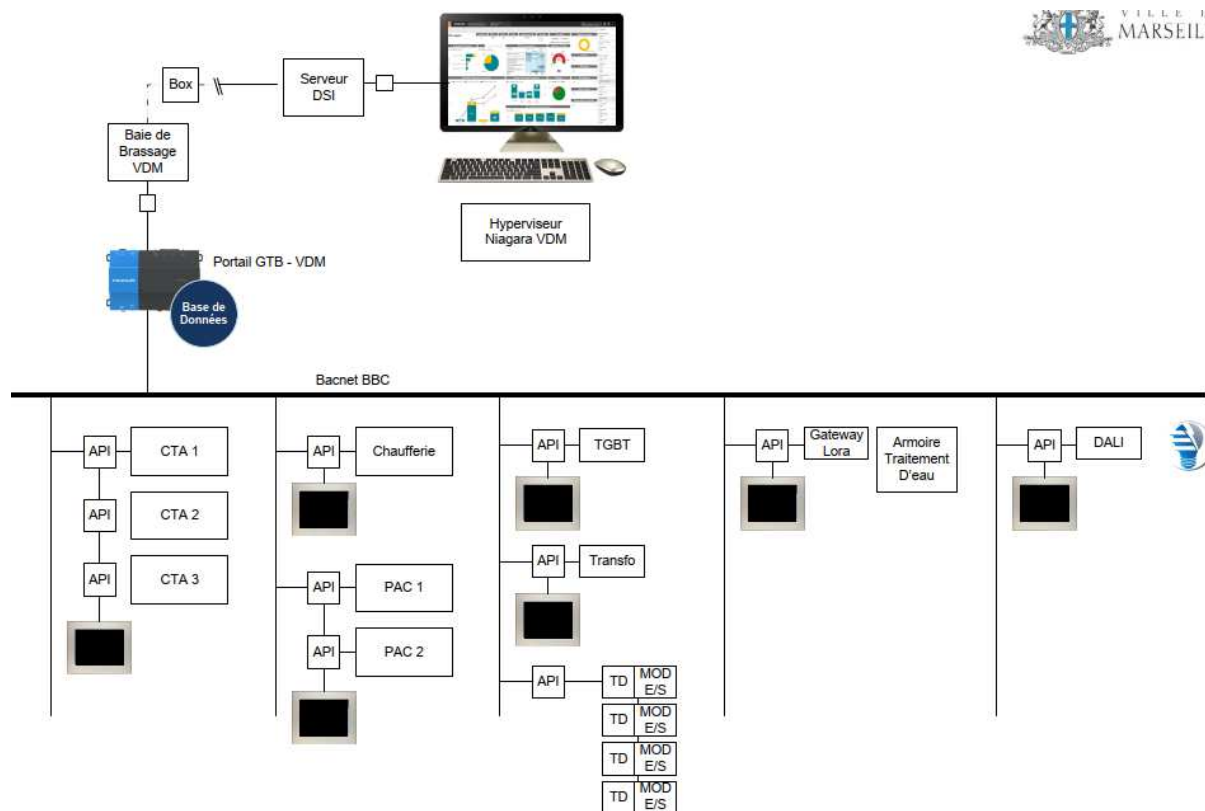 VILLE
MARSEIL
Box
Serveur
DSI
Baie de
Brassage
VDM
Hyperviseur
Niagara VDM
Portail GTB - VDM
Base de
Données
Bacnet BBC
API
CTA 1
API
CTA 2
API
CTA 3
API
Chaufferie
API
PAC 1
API
PAC 2
API
TGBT
API
Transfo
API
TD
MOD
E/S
TD
MOD
E/S
TD
MOD
E/S
TD
MOD
E/S
API
Gateway
Lora
Armoire
Traitement
D'eau
API
DALI